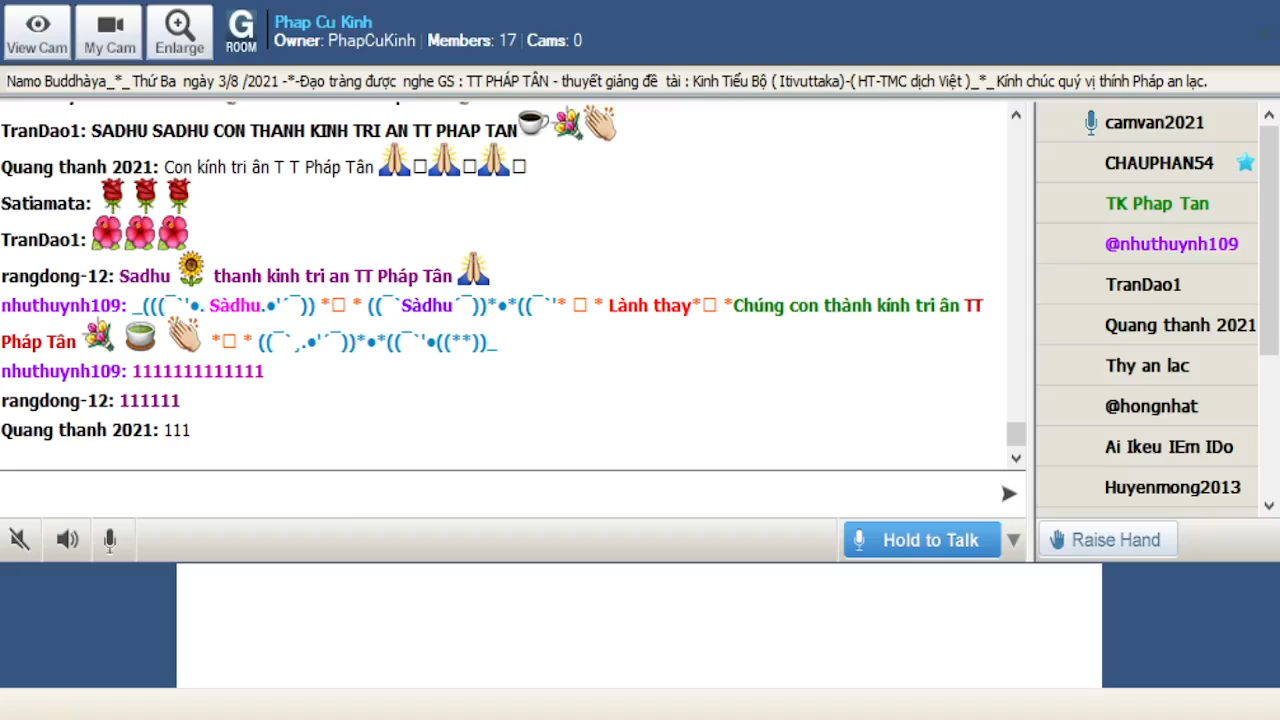 View Cam
My Cam
Enlarge
G
ROOM
Phap Cu Kinh
Owner: PhapCuKinh | Members: 17 | Cams: 0
Namo Buddhàya_*_Thứ Ba ngày 3/8 /2021 -*-Đạo tràng được nghe GS : TT PHÁP TÂN - thuyết giảng đề tài : Kinh Tiểu Bộ ( Itivuttaka)-( HT-TMC dịch Việt )_*_Kính chúc quý vị thính Pháp an lạc.
TranDao1: SADHU SADHU CON THANH KINH TRI AN TT PHAP TAN
Quang thanh 2021: Con kính tri ân T T Pháp Tân
Satiamata:
TranDao1:
rangdong-12: Sadhu thanh kinh tri an TT Pháp Tân
nhuthuynh109: _(((¯`'•. Sàdhu.•'´¯)) *□ * ((¯`Sàdhu´¯))*•*((¯`'* □ * Lành thay*□ *Chúng con thành kính tri ân TT
Pháp Tân *□ * ((¯`¸.•'´¯))*•*((¯`'•((**))_
nhuthuynh109: 1111111111111
rangdong-12: 111111
Quang thanh 2021: 111
Hold to Talk
camvan2021
CHAUPHAN54
TK Phap Tan
@nhuthuynh109
TranDao1
Quang thanh 2021
Thy an lac
@hongnhat
Ai Ikeu IEm IDo
Huyenmong2013
Raise Hand